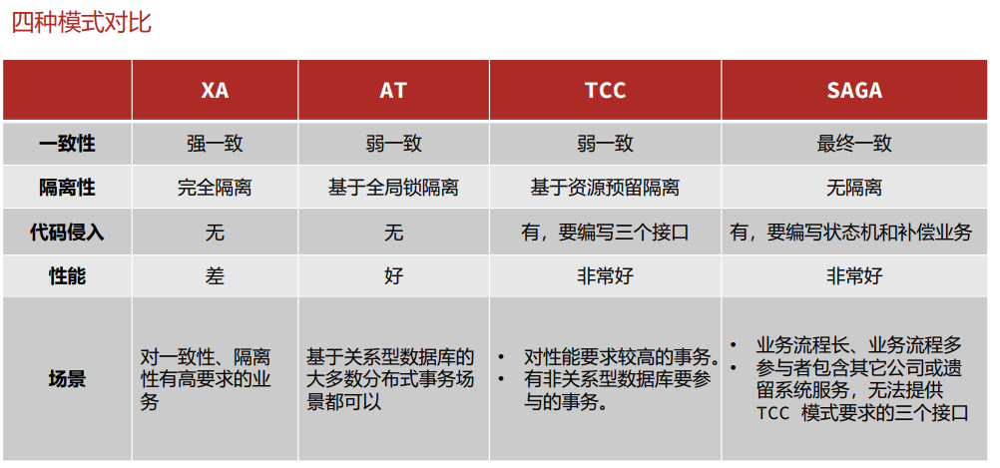 四种模式对比
XA AT TCC SAGA
一致性 强一致 弱一致 弱一致 最终一致
隔离性 完全隔离 基于全局锁隔离 基于资源预留隔离 无隔离
代码侵入 无 无 有，要编写三个接口 有，要编写状态机和补偿业务
性能 差 好 非常好 非常好
场景
对一致性、隔离
性有高要求的业
务
基于关系型数据库的
大多数分布式事务场
景都可以
• 对性能要求较高的事务。
• 有非关系型数据库要参
与的事务。
• 业务流程长、业务流程多
• 参与者包含其它公司或遗
留系统服务，无法提供
TCC 模式要求的三个接口